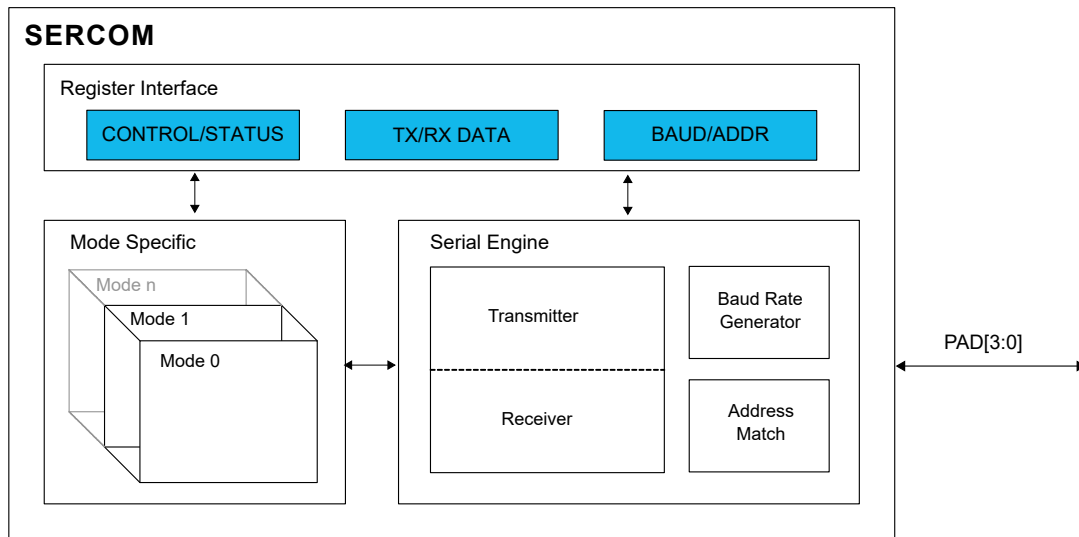 SERCOM
Register Interface
CONTROL/STATUS
TX/RX DATA
BAUD/ADDR
Mode Specific
Mode n
Mode 1
Mode 0
Serial Engine
Transmitter
Receiver
Baud Rate
Generator
Address
Match
PAD[3:0]